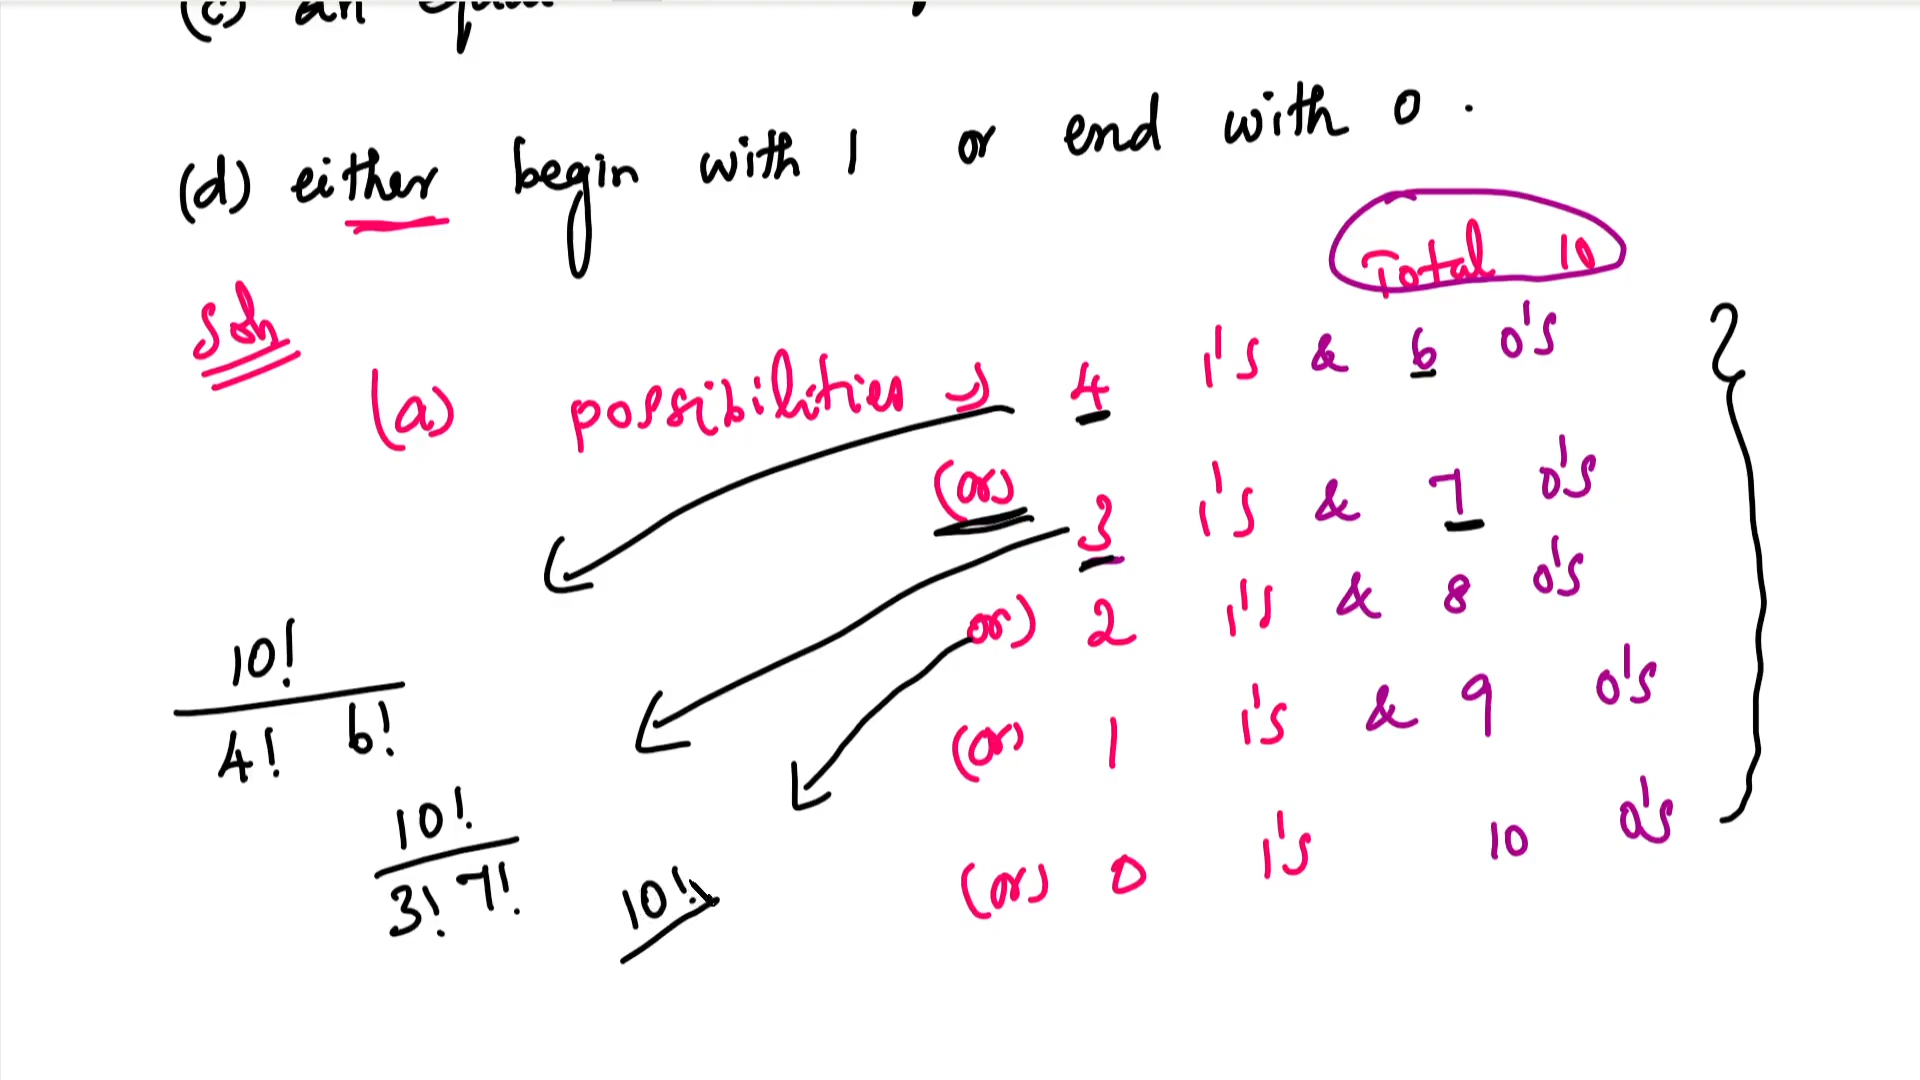 (c) an
(d) either begin with 1 or end with 0.
Total 10
Soln
(a) possibilities => 4 1's & 6 0's
(or) 3 1's & 7 0's
or) 2 1's & 8 0's
(or) 1 1's & 9 0's
(or) 0 1's 10 0's
10!
4! 6!
10!
3! 7!
10!